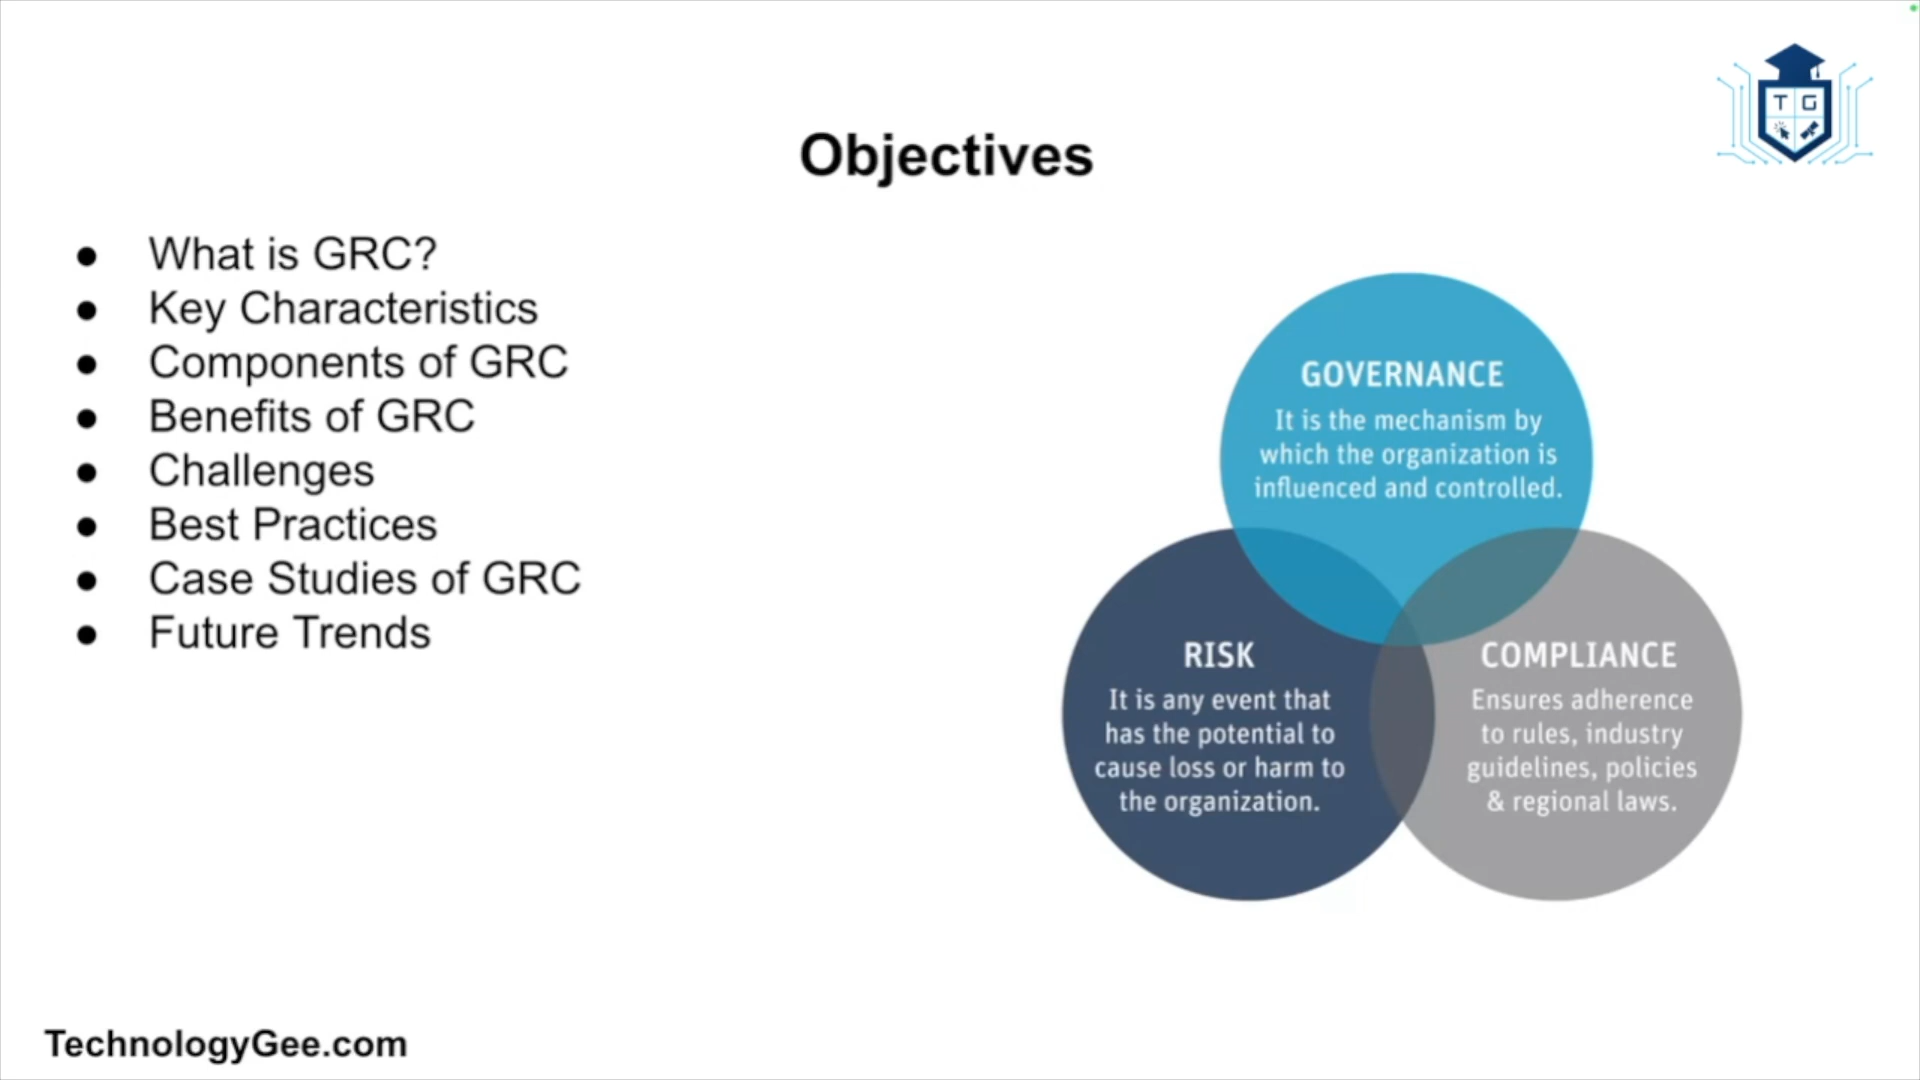 T G
Objectives
● What is GRC?
● Key Characteristics
● Components of GRC
● Benefits of GRC
● Challenges
● Best Practices
● Case Studies of GRC
● Future Trends
GOVERNANCE
It is the mechanism by
which the organization is
influenced and controlled.
RISK
It is any event that
has the potential to
cause loss or harm to
the organization.
COMPLIANCE
Ensures adherence
to rules, industry
guidelines, policies
& regional laws.
TechnologyGee.com